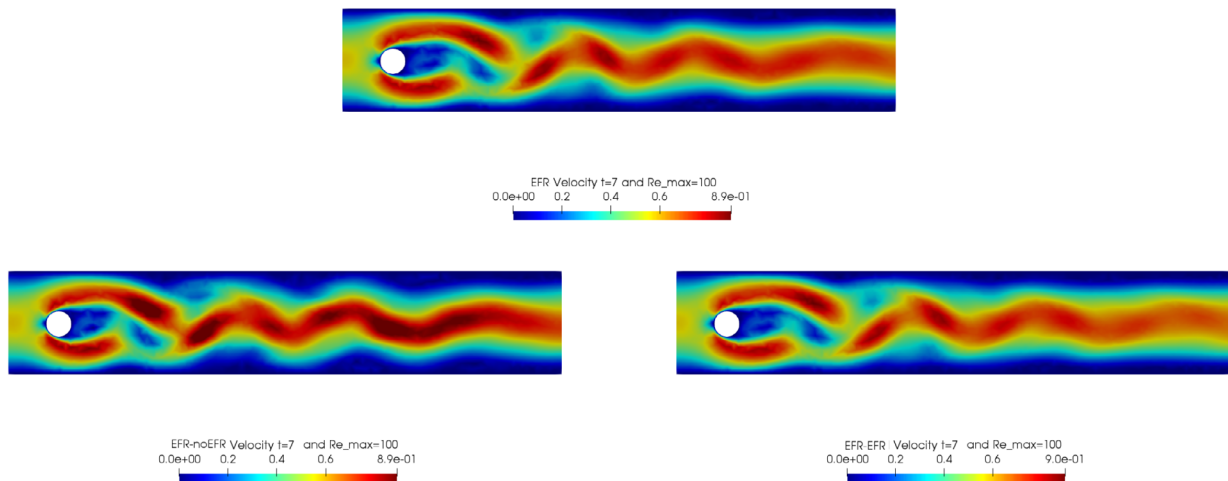 EFR Velocity t=7 and Re_max=100
0.0e+00 0.2 0.4 0.6 8.9e-01
EFR-noEFR Velocity t=7 and Re_max=100
0.0e+00 0.2 0.4 0.6 8.9e-01
EFR-EFR Velocity t=7 and Re_max=100
0.0e+00 0.2 0.4 0.6 9.0e-01